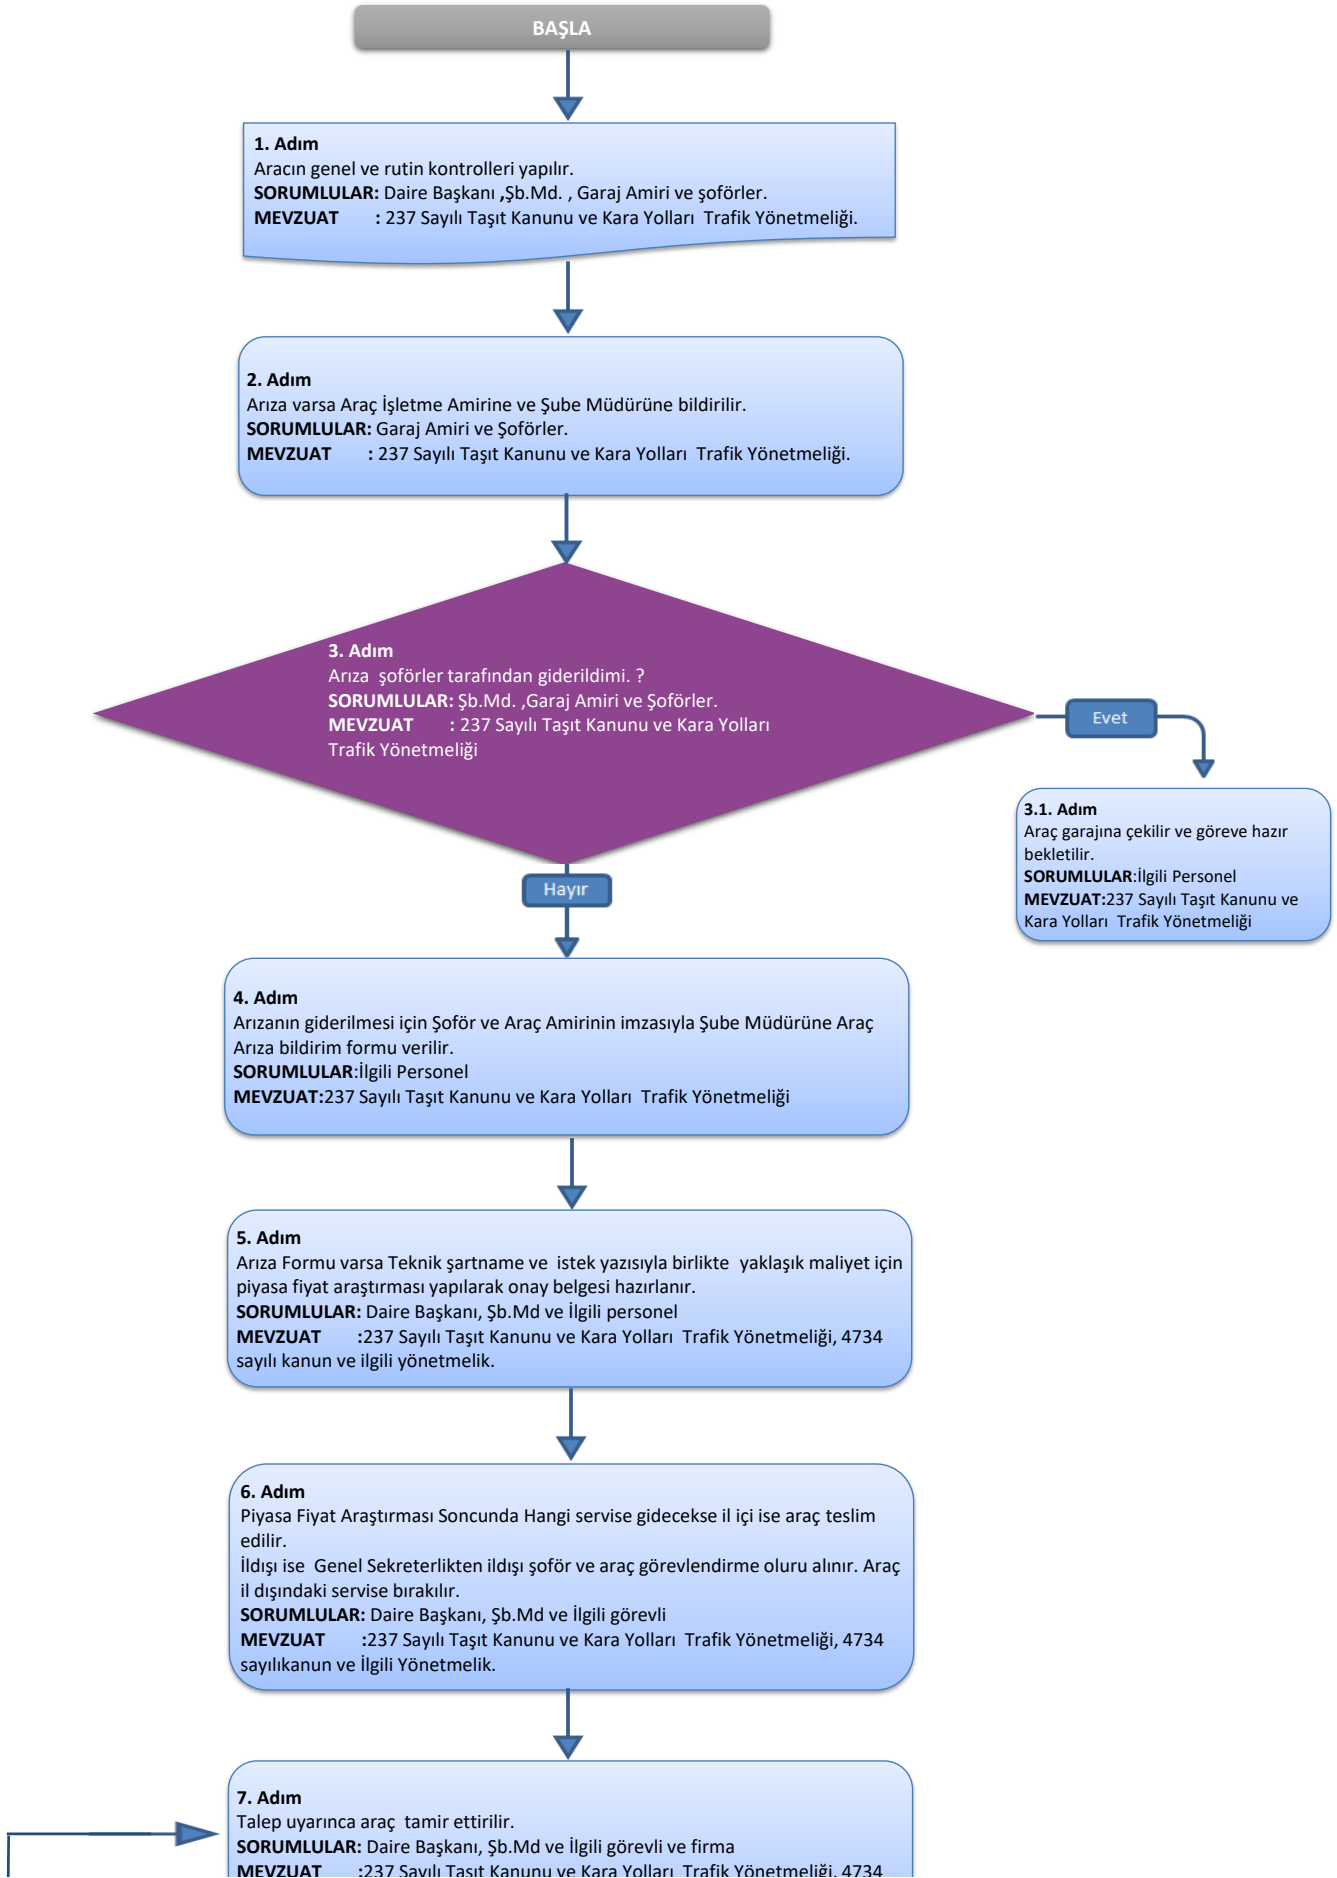 BAŞLA
1. Adım
Aracın genel ve rutin kontrolleri yapılır.
SORUMLULAR: Daire Başkanı ,Şb.Md. , Garaj Amiri ve şoförler.
MEVZUAT : 237 Sayılı Taşıt Kanunu ve Kara Yolları Trafik Yönetmeliği.
2. Adım
Arıza varsa Araç İşletme Amirine ve Şube Müdürüne bildirilir.
SORUMLULAR: Garaj Amiri ve Şoförler.
MEVZUAT : 237 Sayılı Taşıt Kanunu ve Kara Yolları Trafik Yönetmeliği.
3. Adım
Arıza şoförler tarafından giderildimi. ?
SORUMLULAR: Şb.Md. ,Garaj Amiri ve Şoförler.
MEVZUAT : 237 Sayılı Taşıt Kanunu ve Kara Yolları
Trafik Yönetmeliği
Evet
3.1. Adım
Araç garajına çekilir ve göreve hazır
bekletilir.
SORUMLULAR:İlgili Personel
MEVZUAT:237 Sayılı Taşıt Kanunu ve
Kara Yolları Trafik Yönetmeliği
Hayır
4. Adım
Arızanın giderilmesi için Şoför ve Araç Amirinin imzasıyla Şube Müdürüne Araç
Arıza bildirim formu verilir.
SORUMLULAR:İlgili Personel
MEVZUAT:237 Sayılı Taşıt Kanunu ve Kara Yolları Trafik Yönetmeliği
5. Adım
Arıza Formu varsa Teknik şartname ve istek yazısıyla birlikte yaklaşık maliyet için
piyasa fiyat araştırması yapılarak onay belgesi hazırlanır.
SORUMLULAR: Daire Başkanı, Şb.Md ve İlgili personel
MEVZUAT :237 Sayılı Taşıt Kanunu ve Kara Yolları Trafik Yönetmeliği, 4734
sayılı kanun ve ilgili yönetmelik.
6. Adım
Piyasa Fiyat Araştırması Soncunda Hangi servise gidecekse il içi ise araç teslim
edilir.
İldışı ise Genel Sekreterlikten ildışı şoför ve araç görevlendirme oluru alınır. Araç
il dışındaki servise bırakılır.
SORUMLULAR: Daire Başkanı, Şb.Md ve İlgili görevli
MEVZUAT :237 Sayılı Taşıt Kanunu ve Kara Yolları Trafik Yönetmeliği, 4734
sayılıkanun ve İlgili Yönetmelik.
7. Adım
Talep uyarınca araç tamir ettirilir.
SORUMLULAR: Daire Başkanı, Şb.Md ve İlgili görevli ve firma
MEVZUAT :237 Sayılı Taşıt Kanunu ve Kara Yolları Trafik Yönetmeliği, 4734